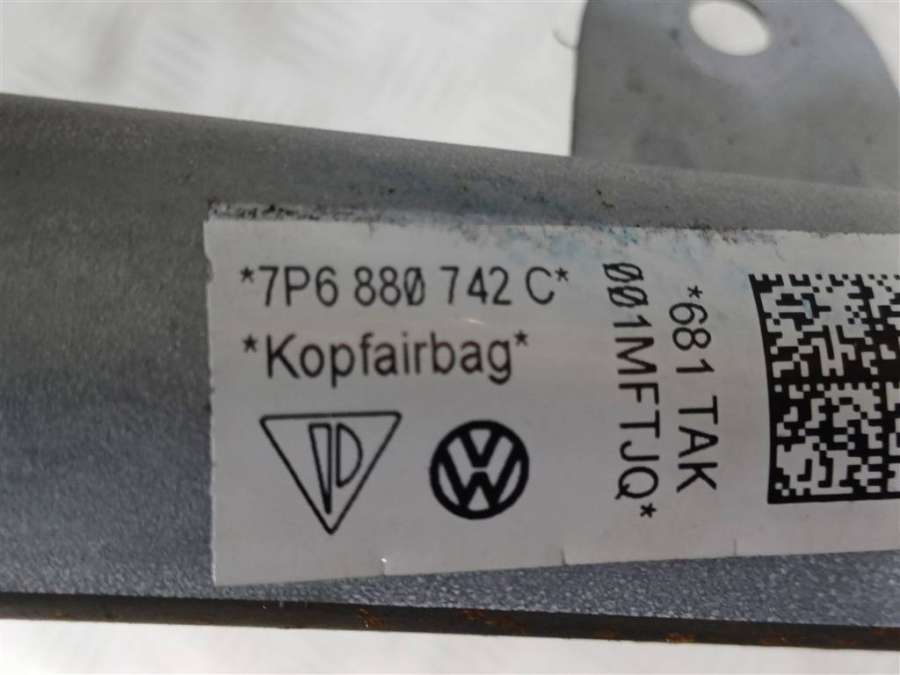 *7P6 880 742 C*
*Kopfairbag*
*681 TAK
001MFTJQ*